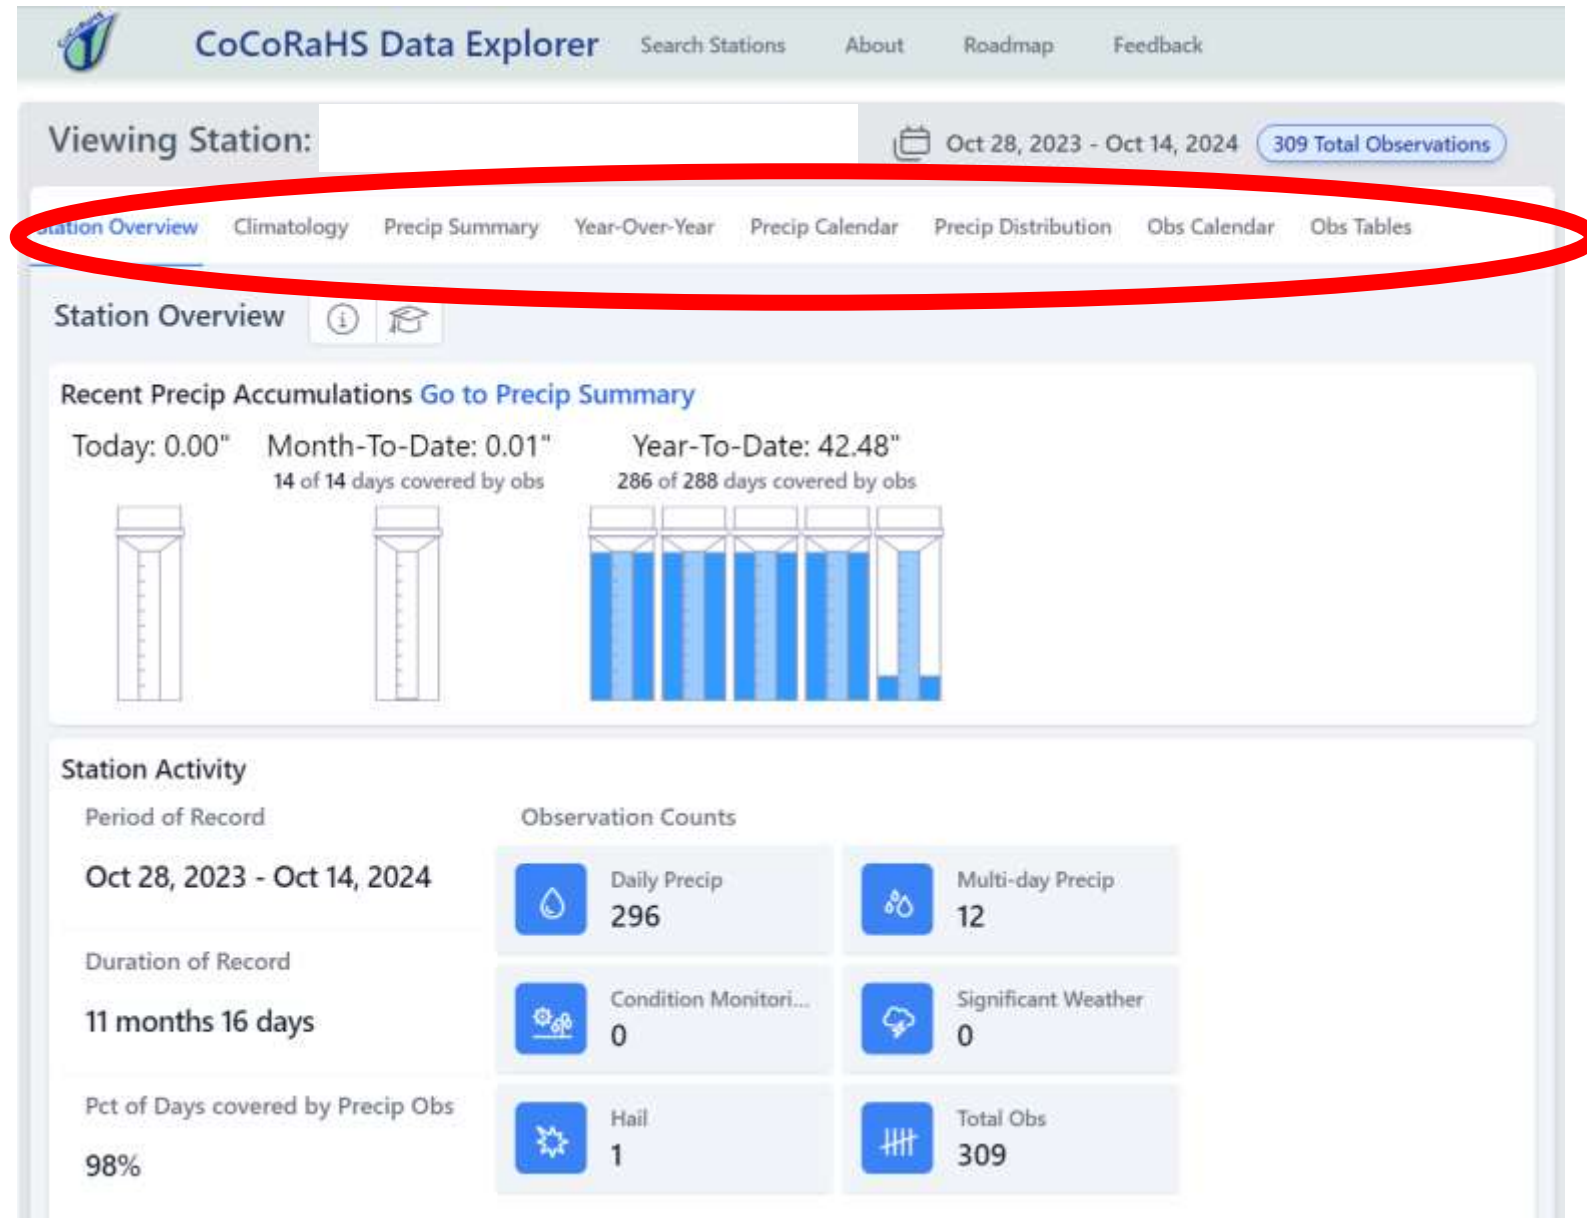 CoCoRaHS Data Explorer Search Stations About Roadmap Feedback
Viewing Station: Oct 28, 2023 - Oct 14, 2024 309 Total Observations
Station Overview Climatology Precip Summary Year-Over-Year Precip Calendar Precip Distribution Obs Calendar Obs Tables
Station Overview
Recent Precip Accumulations Go to Precip Summary
Today: 0.00" Month-To-Date: 0.01" Year-To-Date: 42.48"
14 of 14 days covered by obs 286 of 288 days covered by obs
Station Activity
Period of Record Observation Counts
Oct 28, 2023 - Oct 14, 2024
Daily Precip Multi-day Precip
296 12
Duration of Record
11 months 16 days
Condition Monitori... Significant Weather
0 0
Pct of Days covered by Precip Obs
98%
Hail Total Obs
1 309